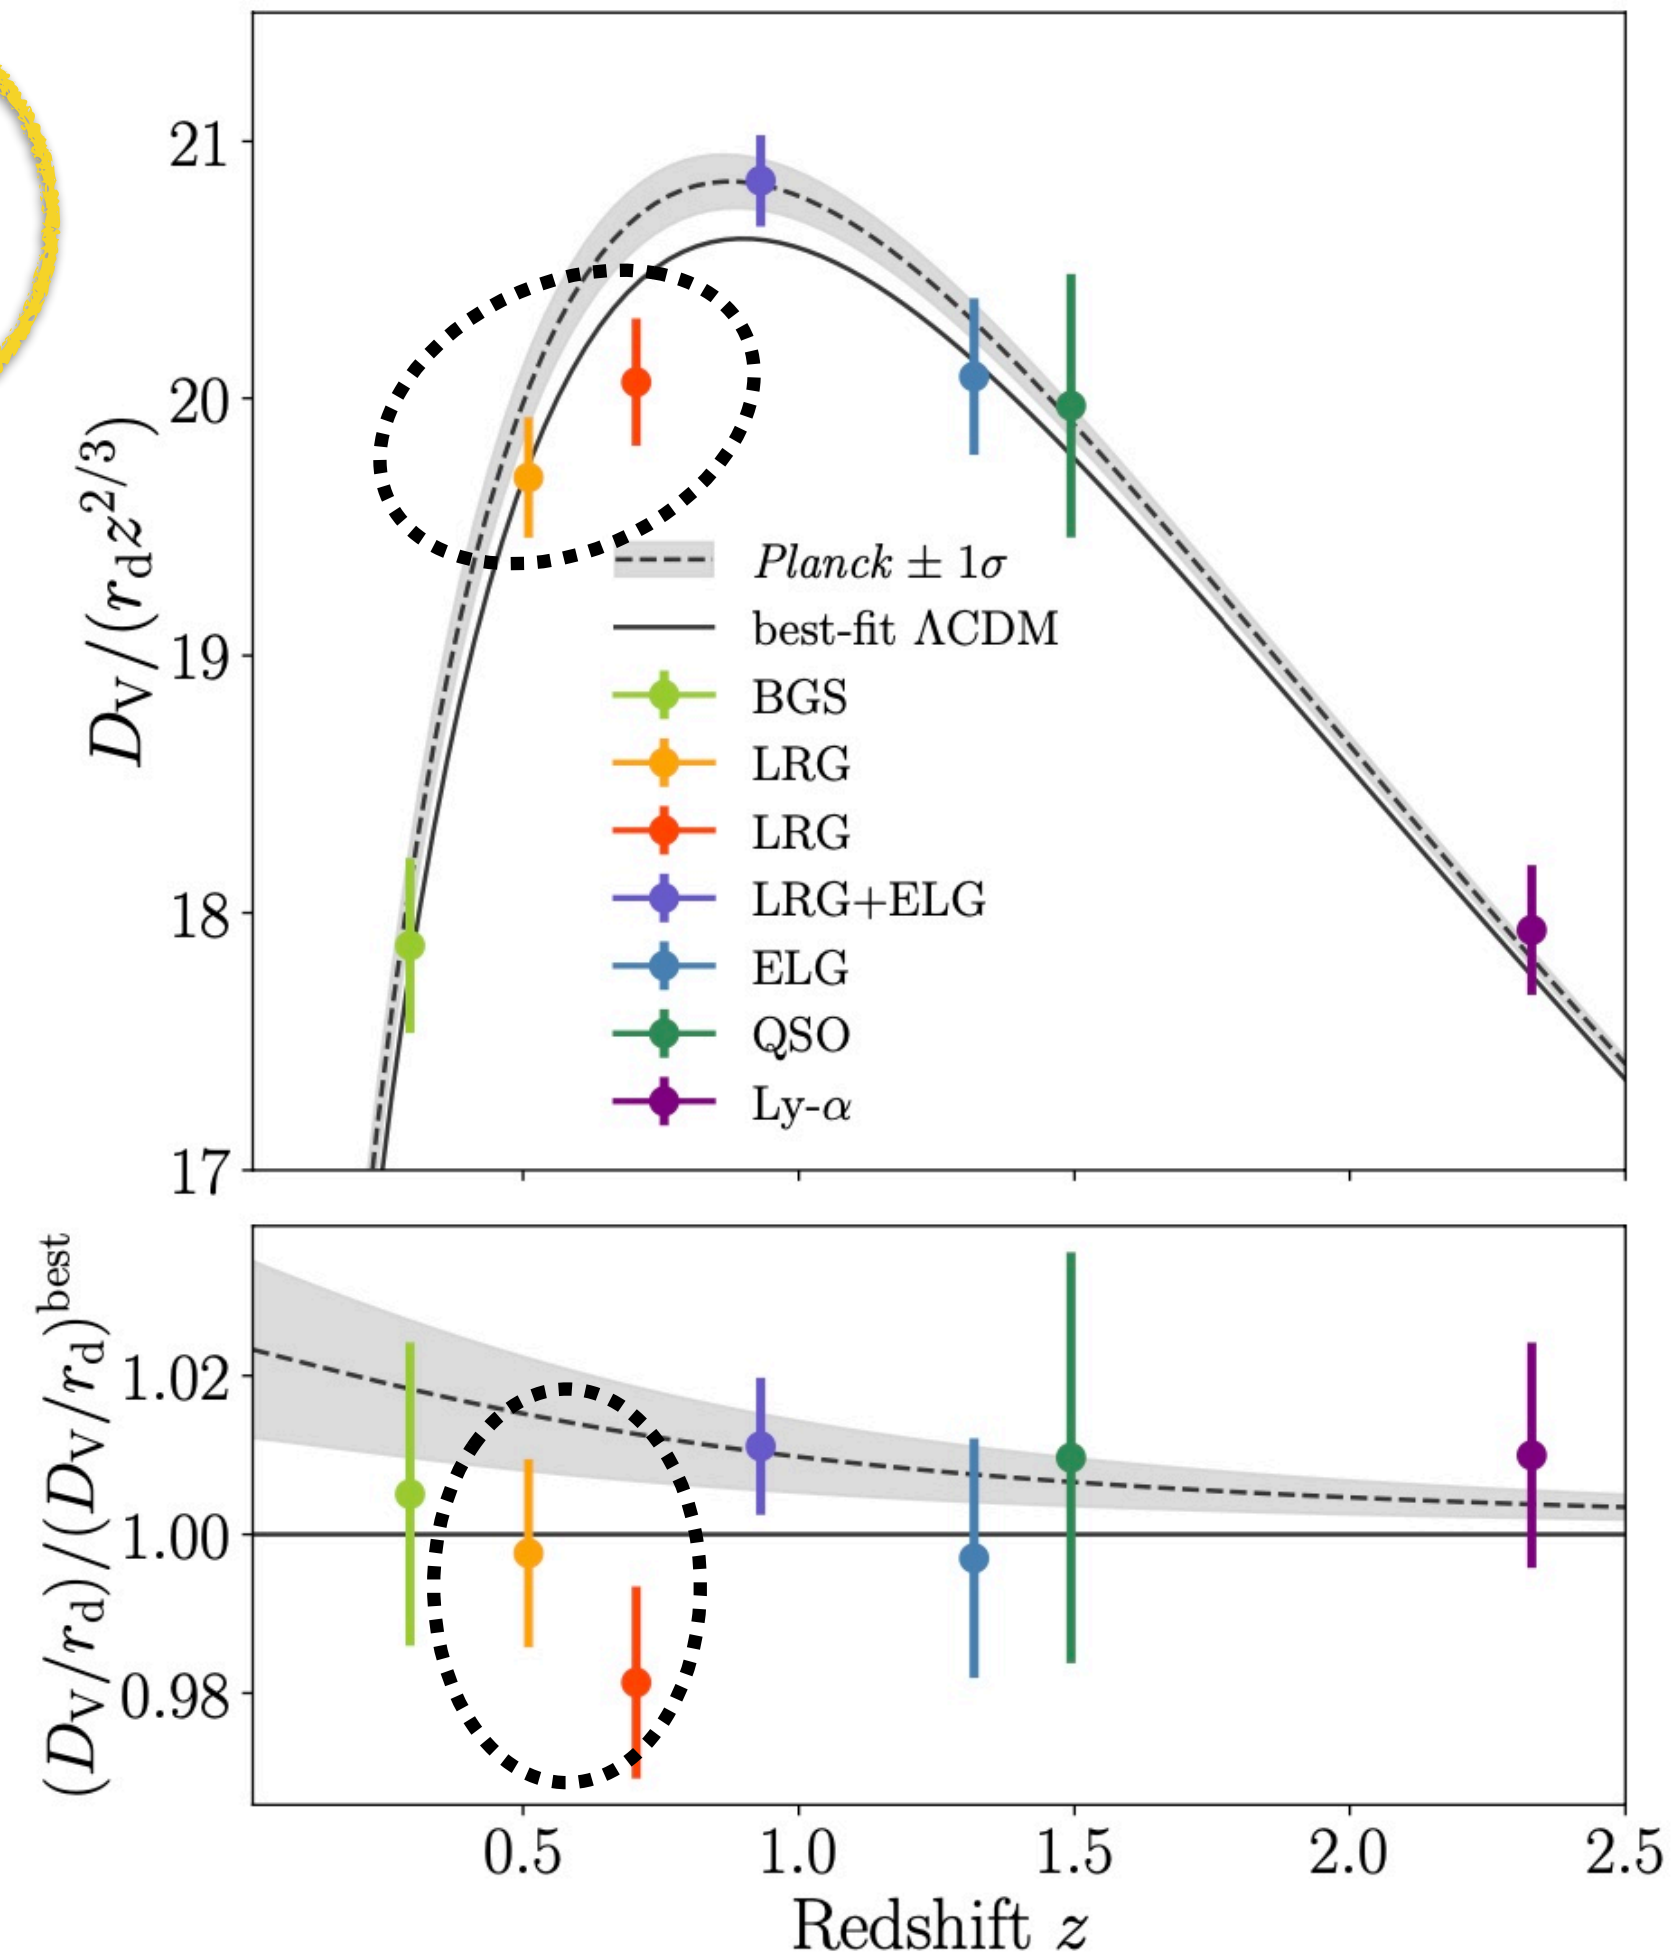 21
20
19
18
17
D_V/(r_d z^{2/3})
Planck ± 1σ
best-fit ΛCDM
BGS
LRG
LRG
LRG+ELG
ELG
QSO
Ly-α
(D_V/r_d)/(D_V/r_d)^{best}
1.02
1.00
0.98
0.5 1.0 1.5 2.0 2.5
Redshift z